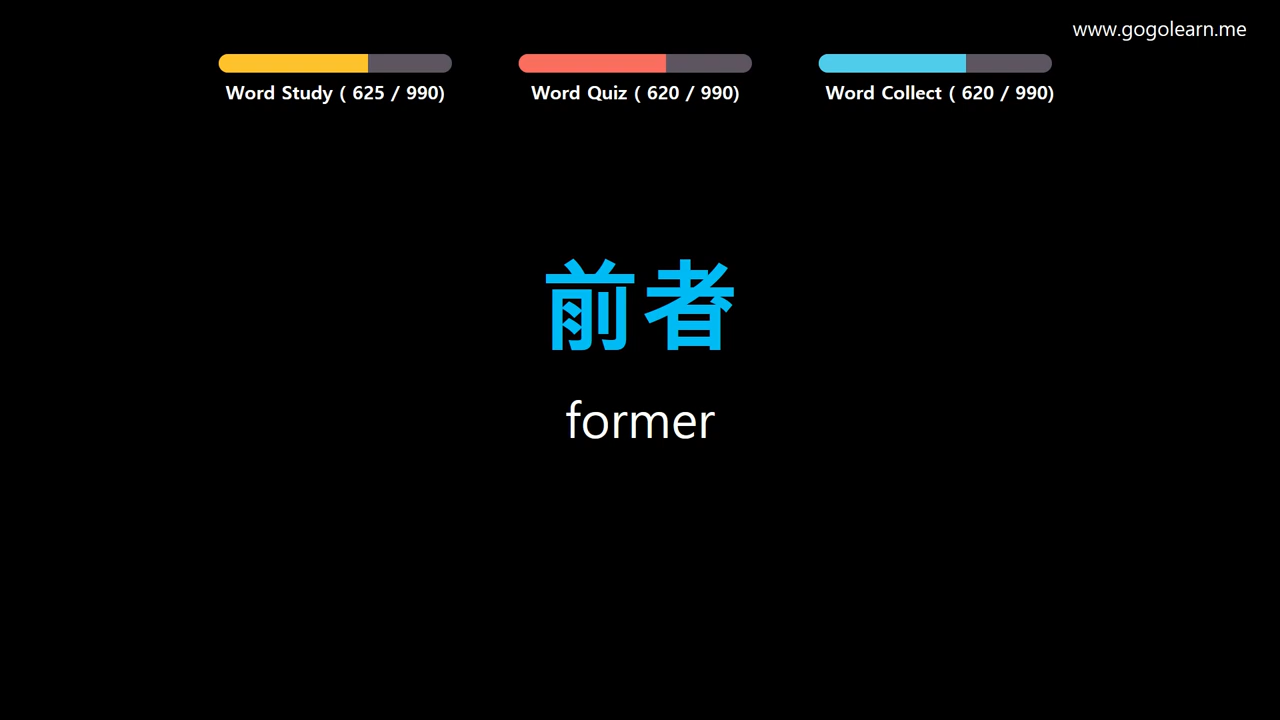 www.gogolearn.me
Word Study ( 625 / 990)
Word Quiz ( 620 / 990)
Word Collect ( 620 / 990)
前者
former